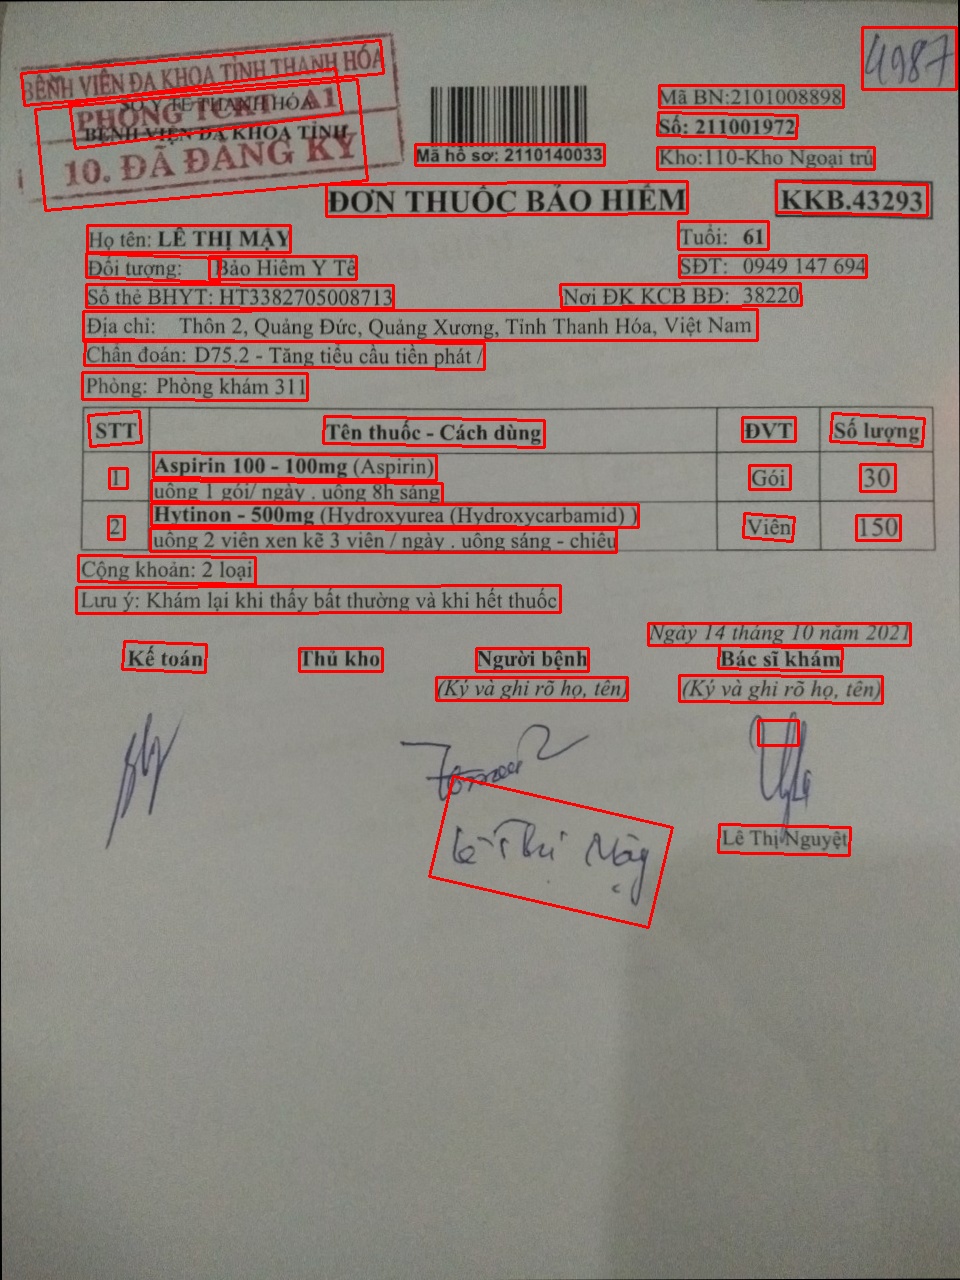 4987
BỆNH VIỆN ĐA KHOA TỈNH THANH HÓA
SỞ Y TẾ THANH HÓA
PHÒNG TCKT A1
BỆNH VIỆN ĐA KHOA TỈNH
10. ĐÃ ĐĂNG KÝ
Mã hồ sơ: 2110140033
Mã BN:2101008898
Số: 211001972
Kho:110-Kho Ngoại trú
ĐƠN THUỐC BẢO HIỂM
KKB.43293
Họ tên: LÊ THỊ MẬY Tuổi: 61
Đối tượng: Bảo Hiểm Y Tế SĐT: 0949 147 694
Số thẻ BHYT: HT3382705008713 Nơi ĐK KCB BĐ: 38220
Địa chỉ: Thôn 2, Quảng Đức, Quảng Xương, Tỉnh Thanh Hóa, Việt Nam
Chẩn đoán: D75.2 - Tăng tiểu cầu tiên phát /
Phòng: Phòng khám 311
STT Tên thuốc - Cách dùng ĐVT Số lượng
1 Aspirin 100 - 100mg (Aspirin) Gói 30
uống 1 gói/ ngày . uống 8h sáng
2 Hytinon - 500mg (Hydroxyurea (Hydroxycarbamid) ) Viên 150
uống 2 viên xen kẽ 3 viên / ngày . uống sáng - chiều
Cộng khoản: 2 loại
Lưu ý: Khám lại khi thấy bất thường và khi hết thuốc
Ngày 14 tháng 10 năm 2021
Kế toán Thủ kho Người bệnh Bác sĩ khám
(Ký và ghi rõ họ, tên) (Ký và ghi rõ họ, tên)
Lê Thị Nguyệt
Lê Thị Mậy